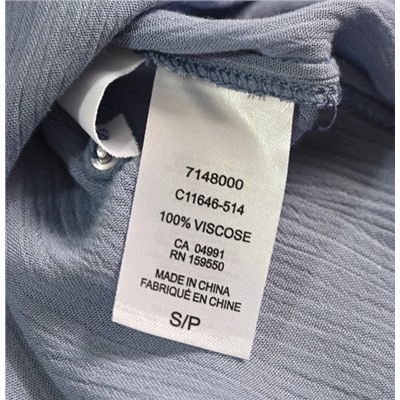 7148000
C11646-514
100% VISCOSE
CA 04991
RN 159550
MADE IN CHINA
FABRIQUÉ EN CHINE
S/P